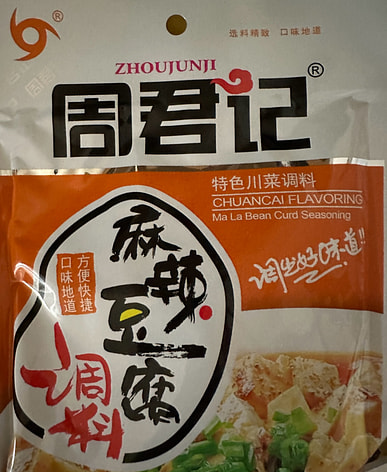 ®
选料精致 口味地道
ZHOUJUNJI
周君记®
特色川菜调料
CHUANCAI FLAVORING
Ma La Bean Curd Seasoning
调出好味道!!
麻辣豆腐
调料
方便快捷
口味地道